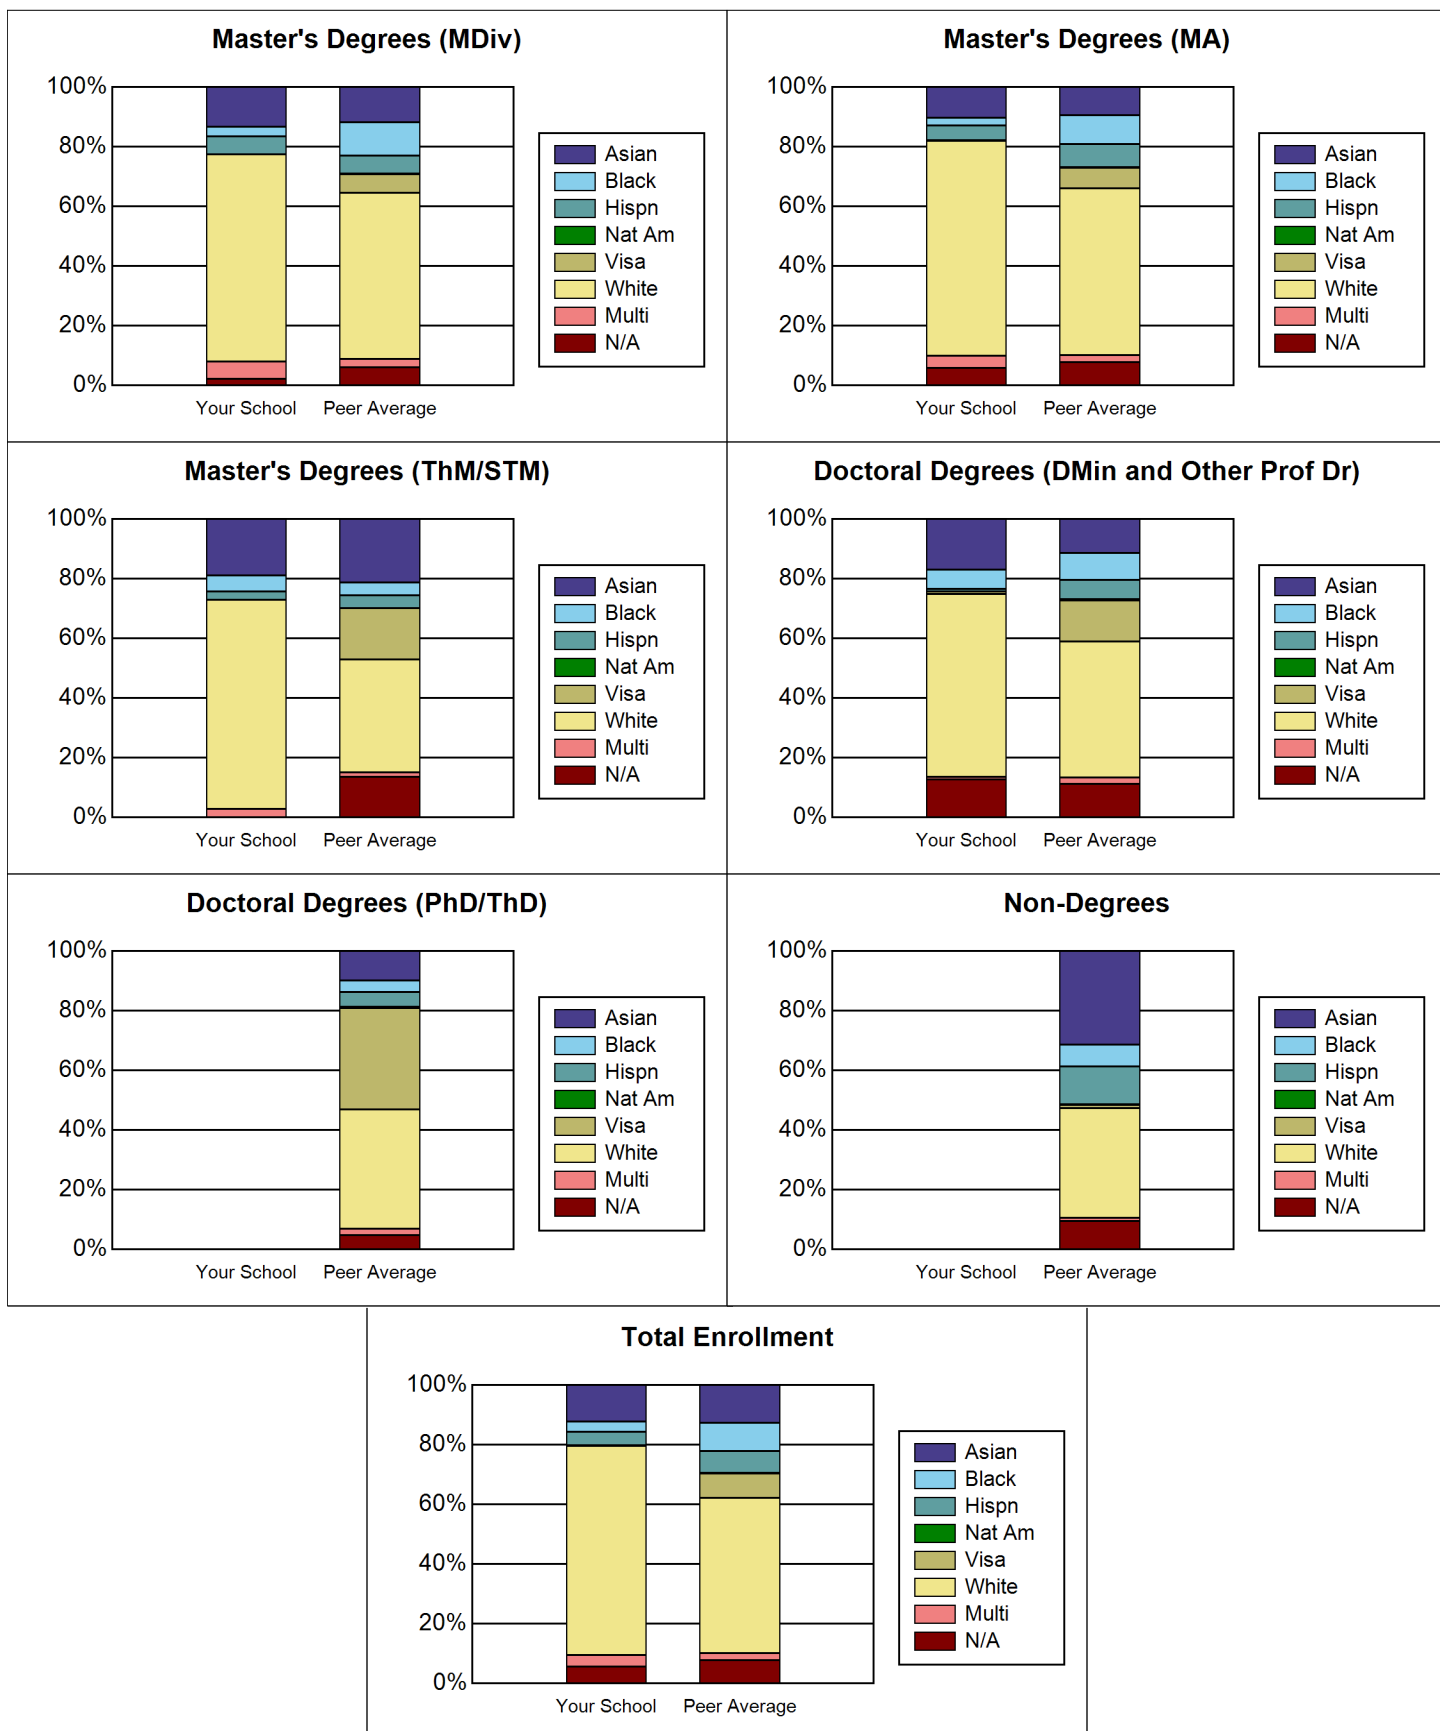 Master's Degrees (MDiv)
100%
80%
60%
40%
20%
0%
Your School
Peer Average
Asian
Black
Hispn
Nat Am
Visa
White
Multi
N/A
Master's Degrees (MA)
100%
80%
60%
40%
20%
0%
Your School
Peer Average
Asian
Black
Hispn
Nat Am
Visa
White
Multi
N/A
Master's Degrees (ThM/STM)
100%
80%
60%
40%
20%
0%
Your School
Peer Average
Asian
Black
Hispn
Nat Am
Visa
White
Multi
N/A
Doctoral Degrees (DMin and Other Prof Dr)
100%
80%
60%
40%
20%
0%
Your School
Peer Average
Asian
Black
Hispn
Nat Am
Visa
White
Multi
N/A
Doctoral Degrees (PhD/ThD)
100%
80%
60%
40%
20%
0%
Your School
Peer Average
Asian
Black
Hispn
Nat Am
Visa
White
Multi
N/A
Non-Degrees
100%
80%
60%
40%
20%
0%
Your School
Peer Average
Asian
Black
Hispn
Nat Am
Visa
White
Multi
N/A
Total Enrollment
100%
80%
60%
40%
20%
0%
Your School
Peer Average
Asian
Black
Hispn
Nat Am
Visa
White
Multi
N/A